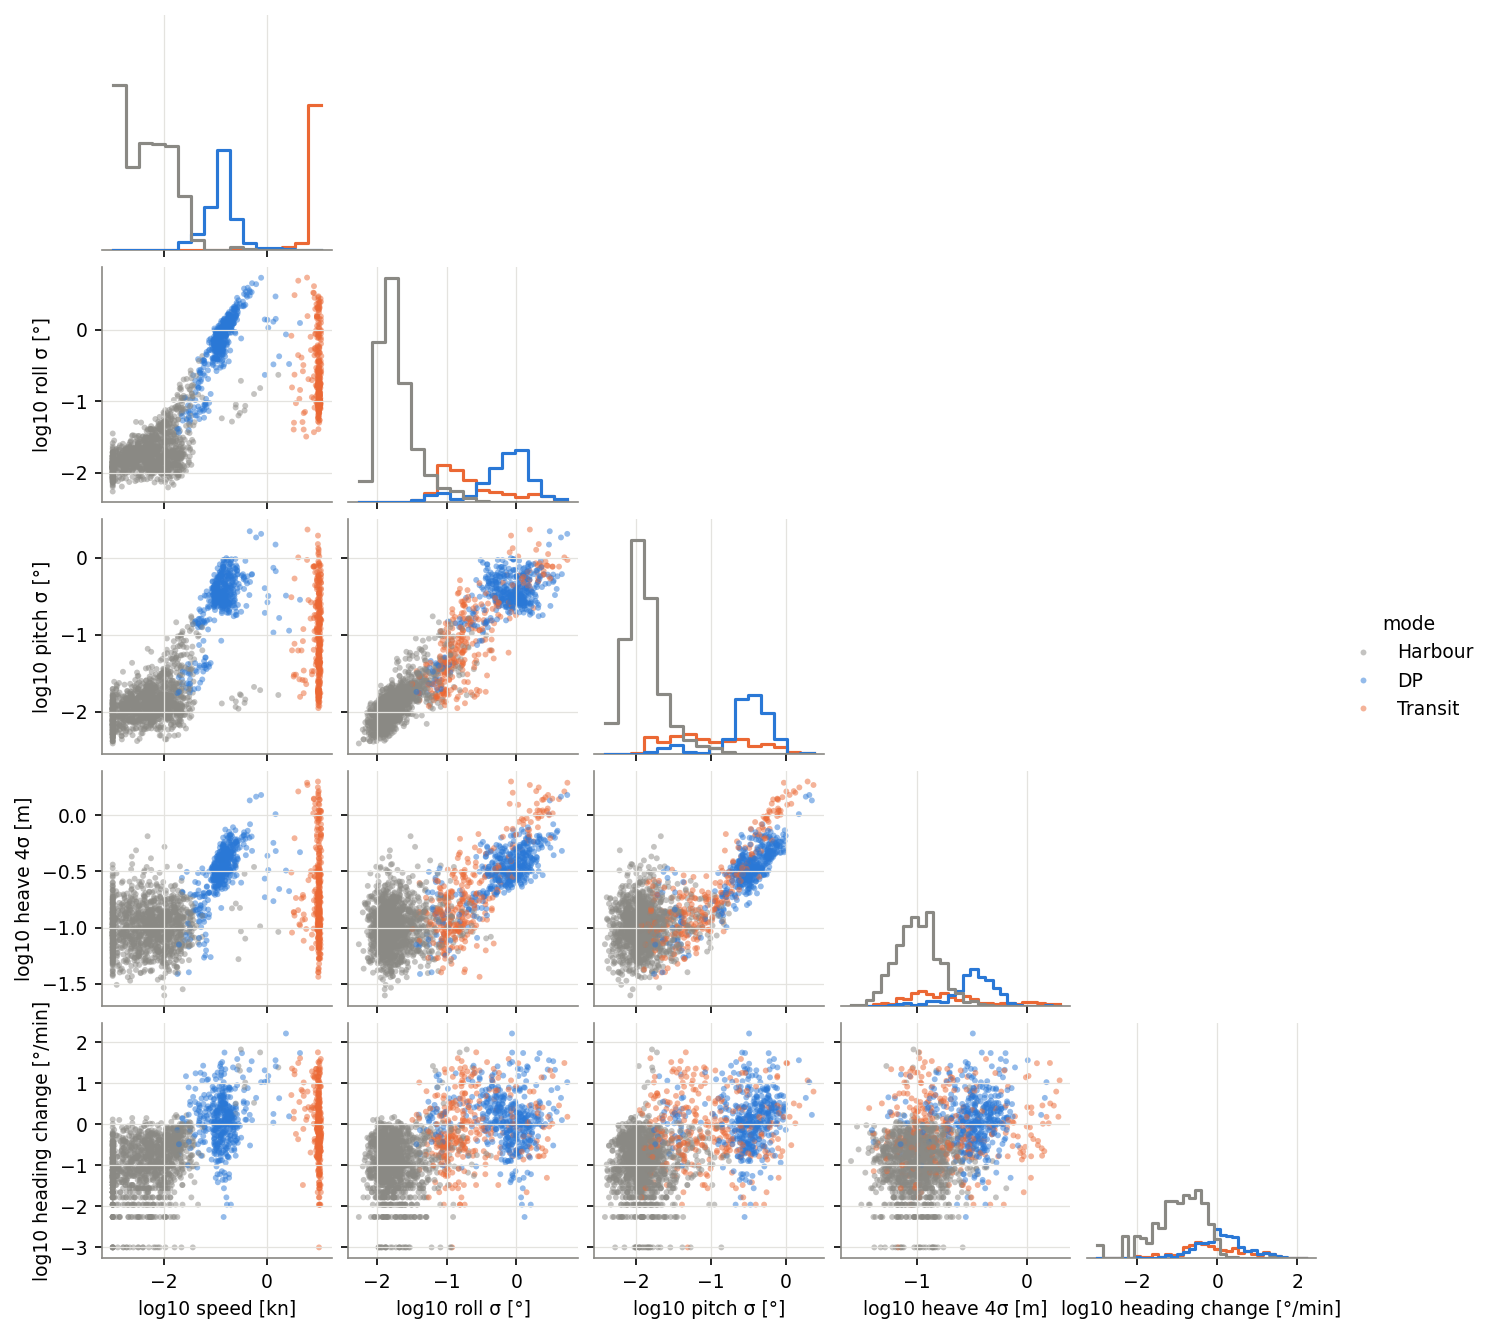 log10 roll σ [°]
0
−1
−2
log10 pitch σ [°]
0
−1
−2
mode
Harbour
DP
Transit
log10 heave 4σ [m]
0.0
−0.5
−1.0
−1.5
log10 heading change [°/min]
2
1
0
−1
−2
−3
−2 0
−2 −1 0
−2 −1 0
−1 0
−2 0 2
log10 speed [kn]
log10 roll σ [°]
log10 pitch σ [°]
log10 heave 4σ [m]
log10 heading change [°/min]